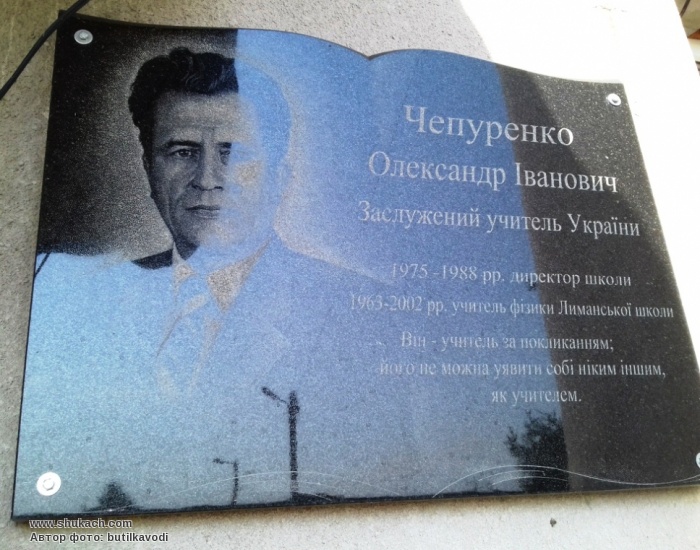 Чепуренко
Олександр Іванович
Заслужений учитель України
1975 -1988 рр. директор школи
1963-2002 рр. учитель фізики Лиманської школи
Він - учитель за покликанням;
його не можна уявити собі ніким іншим,
як учителем.
www.shukach.com
Автор фото: butilkavodi